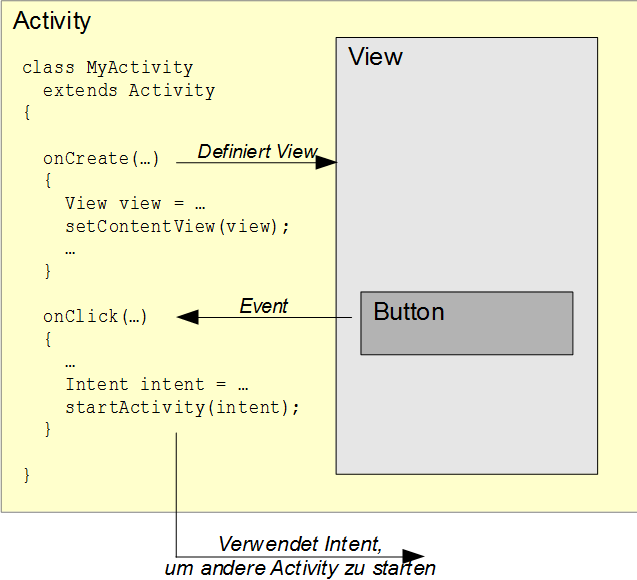 Activity
class MyActivity
extends Activity
{
onCreate(…)
{
View view = …
setContentView(view);
…
}
onClick(…)
{
…
Intent intent = …
startActivity(intent);
}
}
Definiert View
View
Event
Button
Verwendet Intent,
um andere Activity zu starten